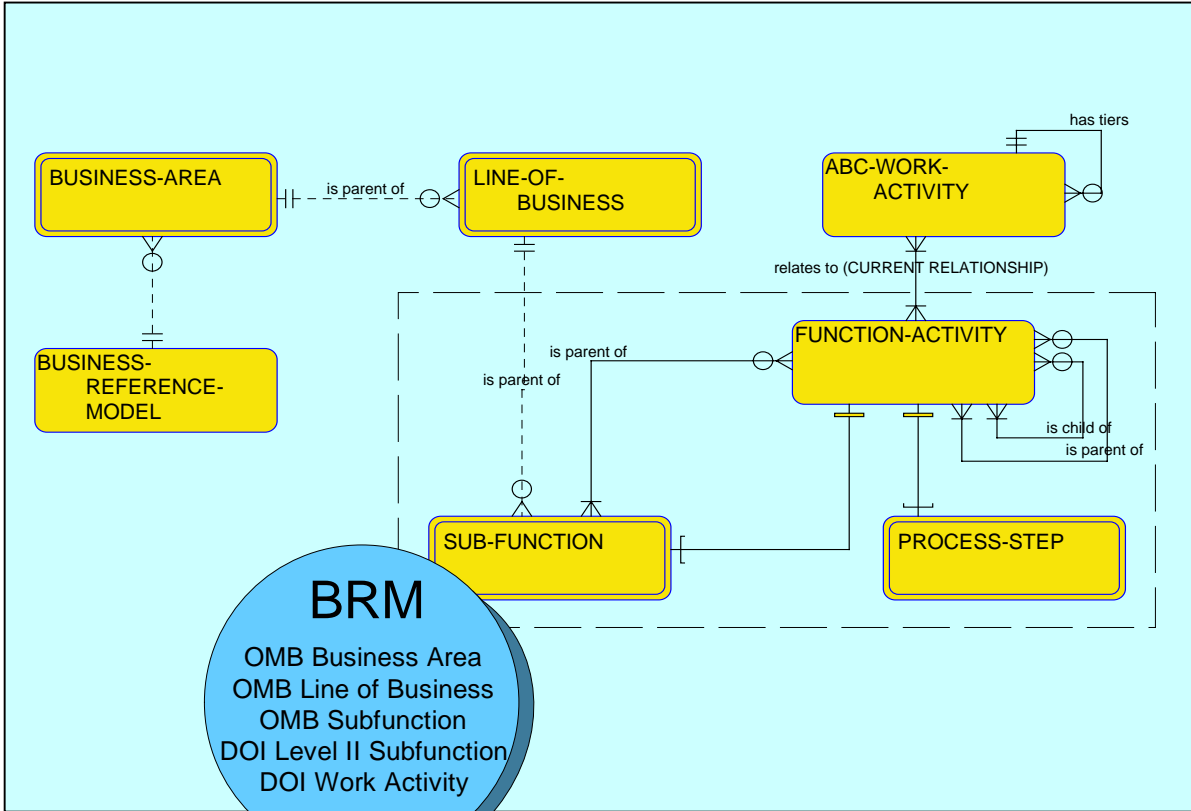 has tiers
BUSINESS-AREA
is parent of
LINE-OF-
BUSINESS
ABC-WORK-
ACTIVITY
relates to (CURRENT RELATIONSHIP)
BUSINESS-
REFERENCE-
MODEL
is parent of
is parent of
FUNCTION-ACTIVITY
is child of
is parent of
SUB-FUNCTION
PROCESS-STEP
BRM
OMB Business Area
OMB Line of Business
OMB Subfunction
DOI Level II Subfunction
DOI Work Activity